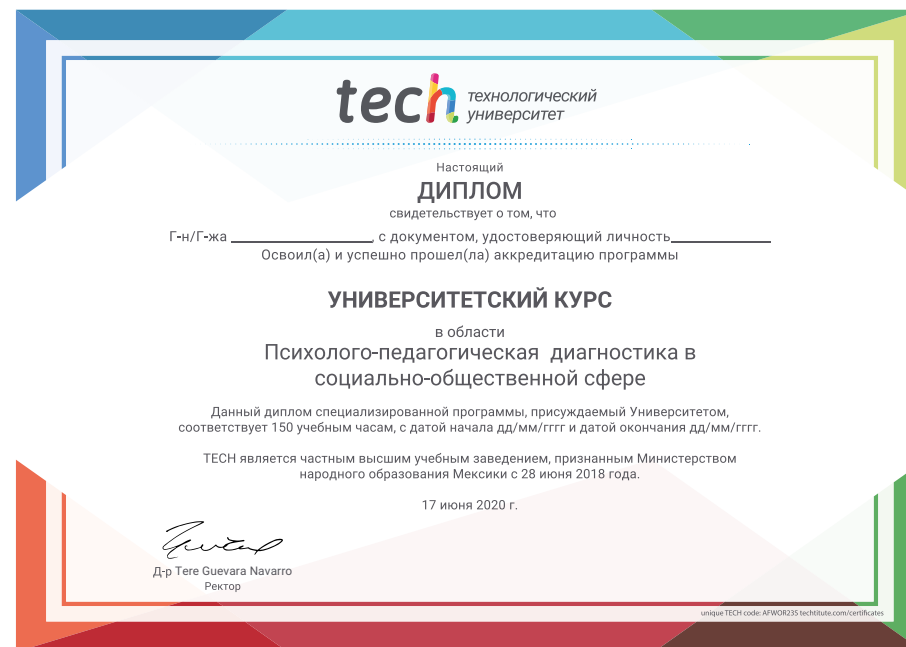 tech технологический
университет
Настоящий
ДИПЛОМ
свидетельствует о том, что
Г-н/Г-жа ____________________, с документом, удостоверяющий личность______________
Освоил(а) и успешно прошел(ла) аккредитацию программы
УНИВЕРСИТЕТСКИЙ КУРС
в области
Психолого-педагогическая диагностика в
социально-общественной сфере
Данный диплом специализированной программы, присуждаемый Университетом,
соответствует 150 учебным часам, с датой начала дд/мм/гггг и датой окончания дд/мм/гггг.
TECH является частным высшим учебным заведением, признанным Министерством
народного образования Мексики с 28 июня 2018 года.
17 июня 2020 г.
Д-р Tere Guevara Navarro
Ректор
unique TECH code: AFWOR23S techtitute.com/certificates